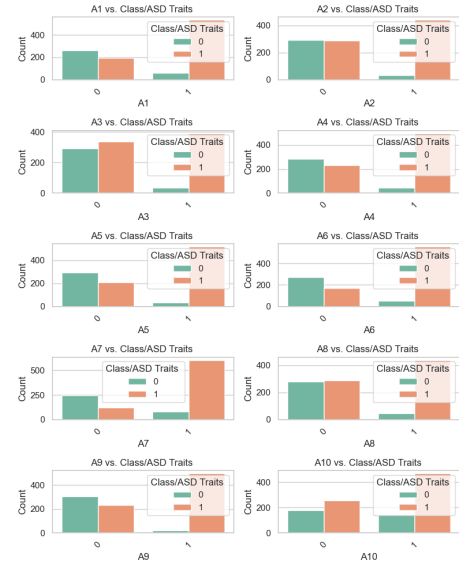 A1 vs. Class/ASD Traits
Count
400
200
0
Class/ASD Traits
0
1
0
1
A1
A2 vs. Class/ASD Traits
Count
400
200
0
Class/ASD Traits
0
1
0
1
A2
A3 vs. Class/ASD Traits
Count
400
200
0
Class/ASD Traits
0
1
0
1
A3
A4 vs. Class/ASD Traits
Count
400
200
0
Class/ASD Traits
0
1
0
1
A4
A5 vs. Class/ASD Traits
Count
400
200
0
Class/ASD Traits
0
1
0
1
A5
A6 vs. Class/ASD Traits
Count
400
200
0
Class/ASD Traits
0
1
0
1
A6
A7 vs. Class/ASD Traits
Count
500
250
0
Class/ASD Traits
0
1
0
1
A7
A8 vs. Class/ASD Traits
Count
400
200
0
Class/ASD Traits
0
1
0
1
A8
A9 vs. Class/ASD Traits
Count
400
200
0
Class/ASD Traits
0
1
0
1
A9
A10 vs. Class/ASD Traits
Count
400
200
0
Class/ASD Traits
0
1
0
1
A10